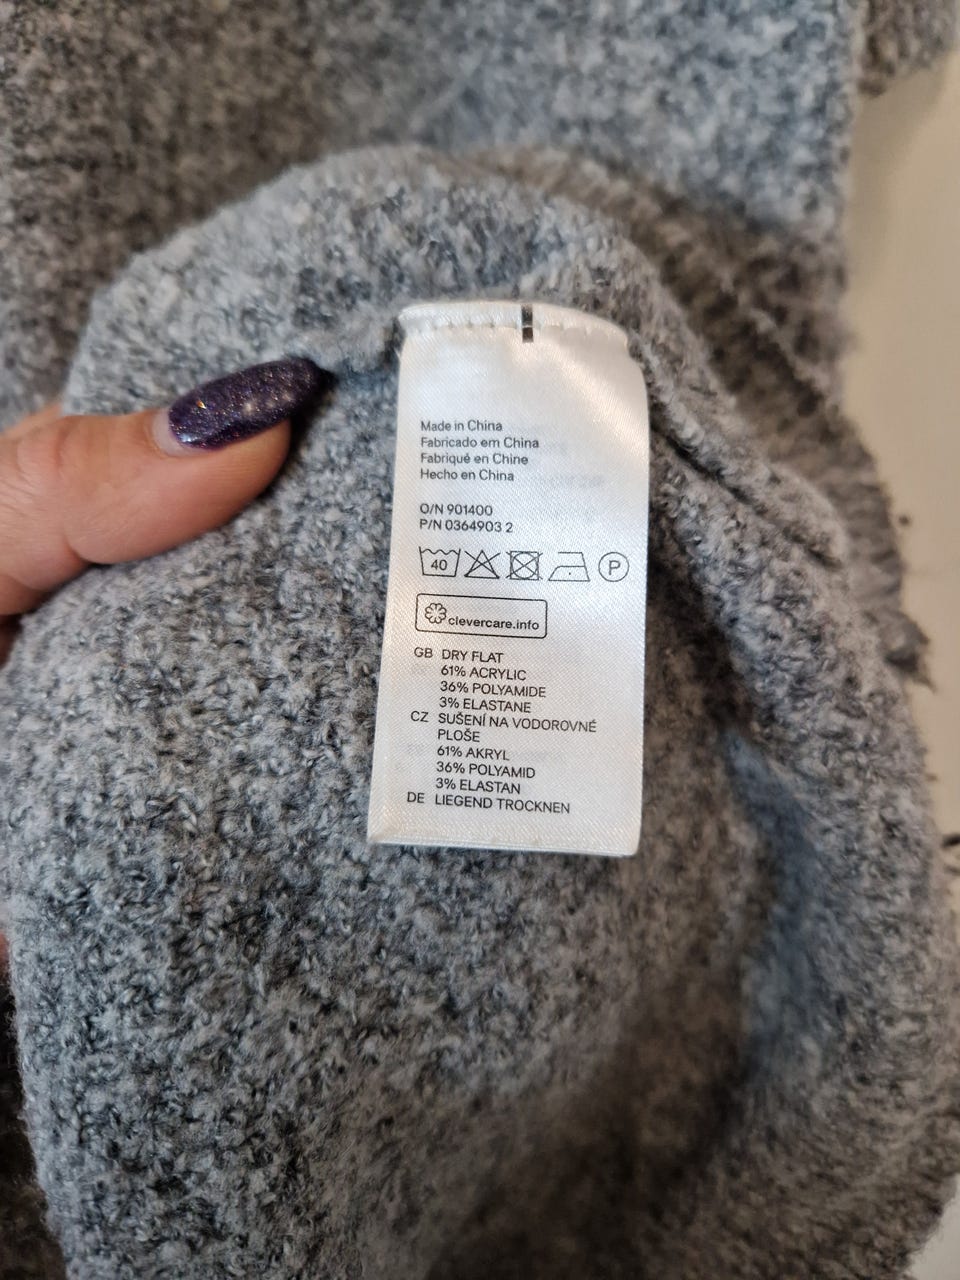 Made in China
Fabricado em China
Fabriqué en Chine
Hecho en China
O/N 901400
P/N 0364903 2
40 P
clevercare.info
GB DRY FLAT
61% ACRYLIC
36% POLYAMIDE
3% ELASTANE
CZ SUŠENÍ NA VODOROVNÉ
PLOŠE
61% AKRYL
36% POLYAMID
3% ELASTAN
DE LIEGEND TROCKNEN